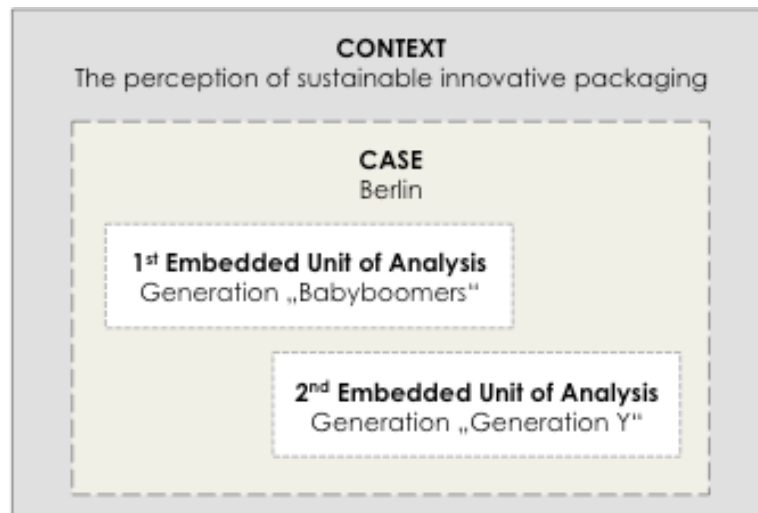 CONTEXT
The perception of sustainable innovative packaging
CASE
Berlin
1st Embedded Unit of Analysis
Generation „Babyboomers“
2nd Embedded Unit of Analysis
Generation „Generation Y“